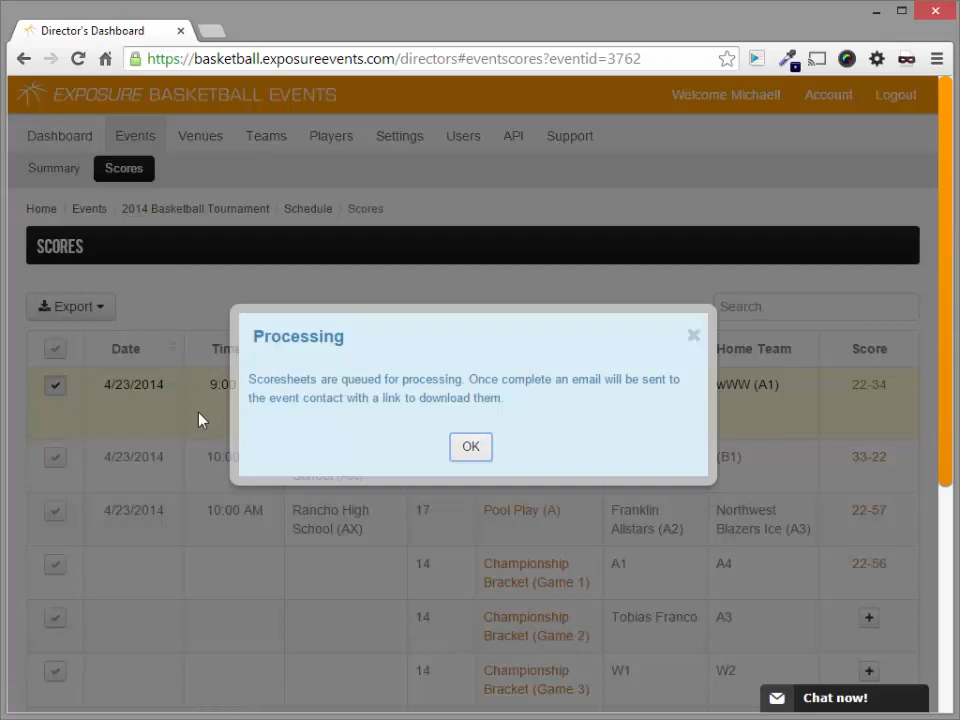 Director's Dashboard
https://basketball.exposureevents.com/directors#eventscores?eventid=3762
EXPOSURE BASKETBALL EVENTS Welcome Michael! Account Logout
Dashboard Events Venues Teams Players Settings Users API Support
Summary Scores
Home Events 2014 Basketball Tournament Schedule Scores
SCORES
Export Search
Date Time Home Team Score
4/23/2014 9:00 wWW (A1) 22-34
4/23/2014 10:00 (B1) 33-22
School (AX)
Processing
Scoresheets are queued for processing. Once complete an email will be sent to
the event contact with a link to download them.
OK
4/23/2014 10:00 AM Rancho High 17 Pool Play (A) Franklin Northwest 22-57
School (AX) Allstars (A2) Blazers Ice (A3)
14 Championship A1 A4 22-56
Bracket (Game 1)
14 Championship Tobias Franco A3 +
Bracket (Game 2)
14 Championship W1 W2 +
Bracket (Game 3)
Chat now!